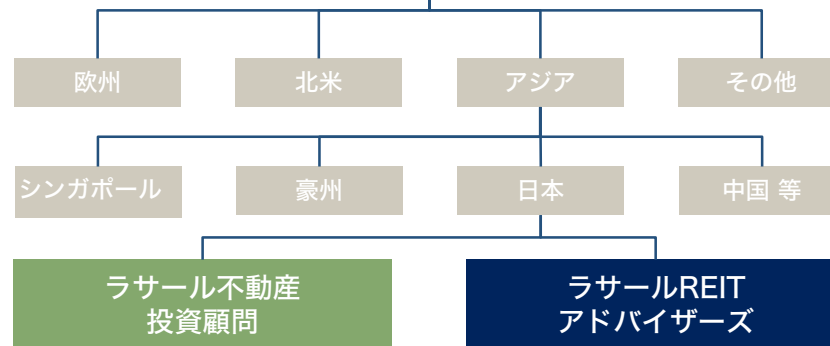 欧州
北米
アジア
その他
シンガポール
豪州
日本
中国 等
ラサール不動産
投資顧問
ラサールREIT
アドバイザーズ